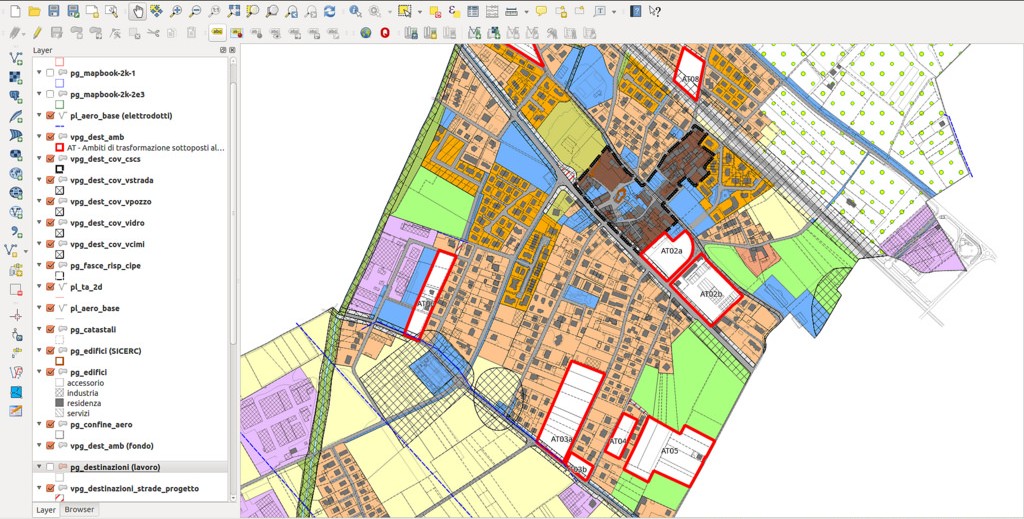 Layer
pg_mapbook-2k-1
pg_mapbook-2k-2e3
pl_aero_base (elettrodotti)
vpg_dest_amb
AT - Ambiti di trasformazione sottoposti al...
vpg_dest_cov_cscs
vpg_dest_cov_vstrada
vpg_dest_cov_vpozzo
vpg_dest_cov_vidro
vpg_dest_cov_vcimi
pg_fasce_risp_cipe
pl_ta_2d
pl_aero_base
pg_catastali
pg_edifici (SICERC)
pg_edifici
accessorio
industria
residenza
servizi
pg_confine_aero
vpg_dest_amb (fondo)
pg_destinazioni (lavoro)
vpg_destinazioni_strade_progetto
Layer
Browser
AT08
AT02a
AT02b
AT03a
AT04
AT05